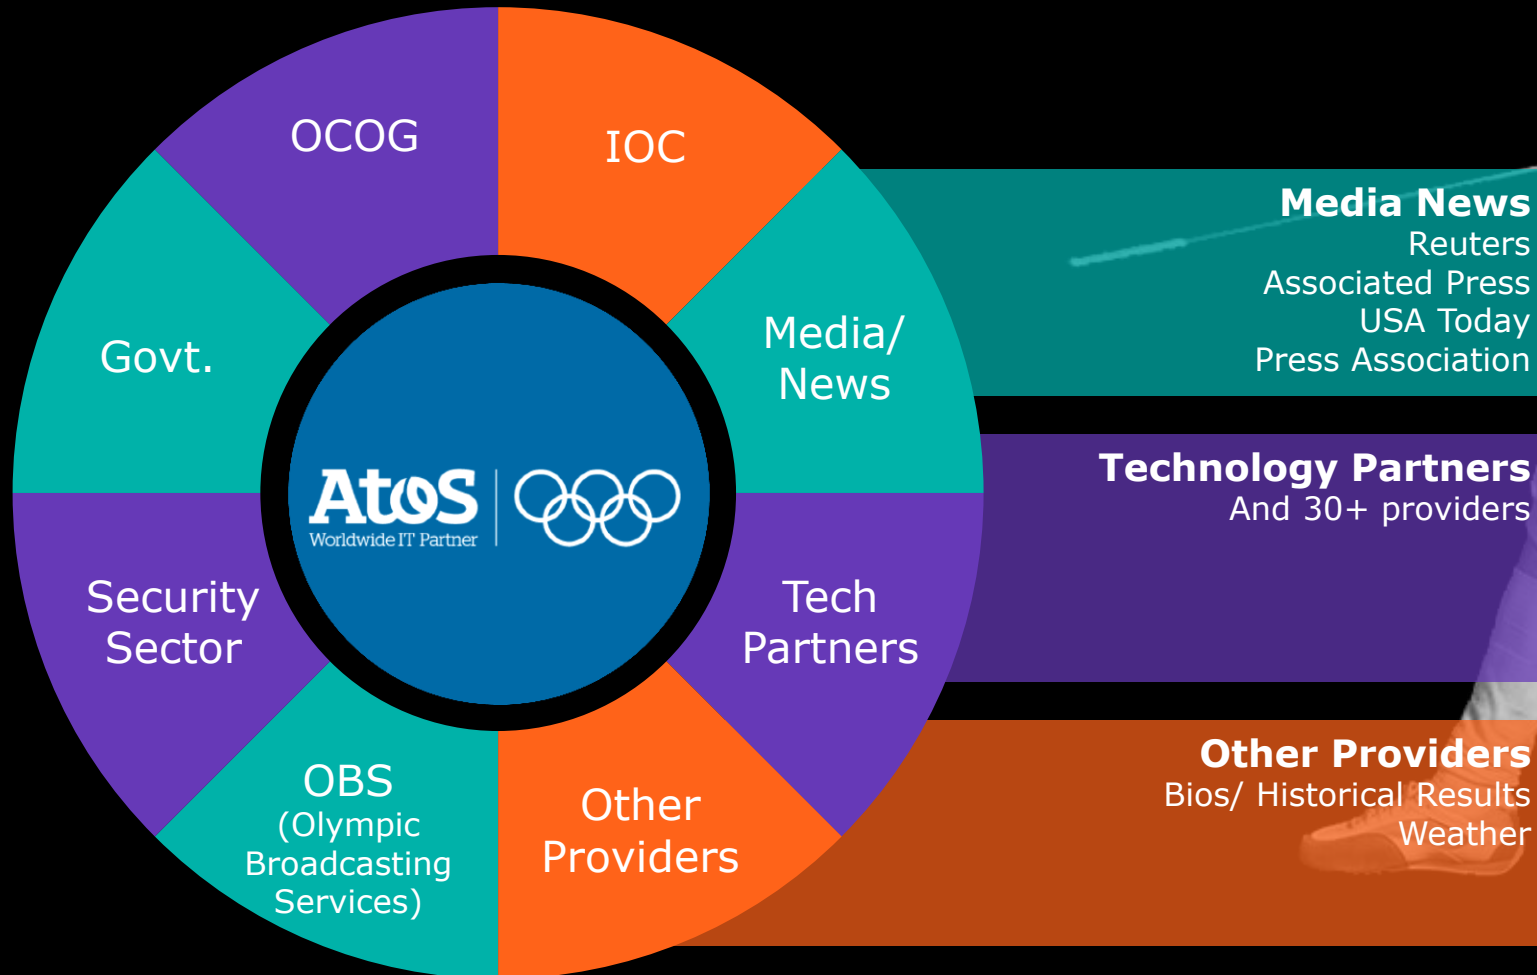 OCOG
IOC
Govt.
Media/
News
Security
Sector
Tech
Partners
OBS
(Olympic
Broadcasting
Services)
Other
Providers
Atos
Worldwide IT Partner
Media News
Reuters
Associated Press
USA Today
Press Association
Technology Partners
And 30+ providers
Other Providers
Bios/ Historical Results
Weather